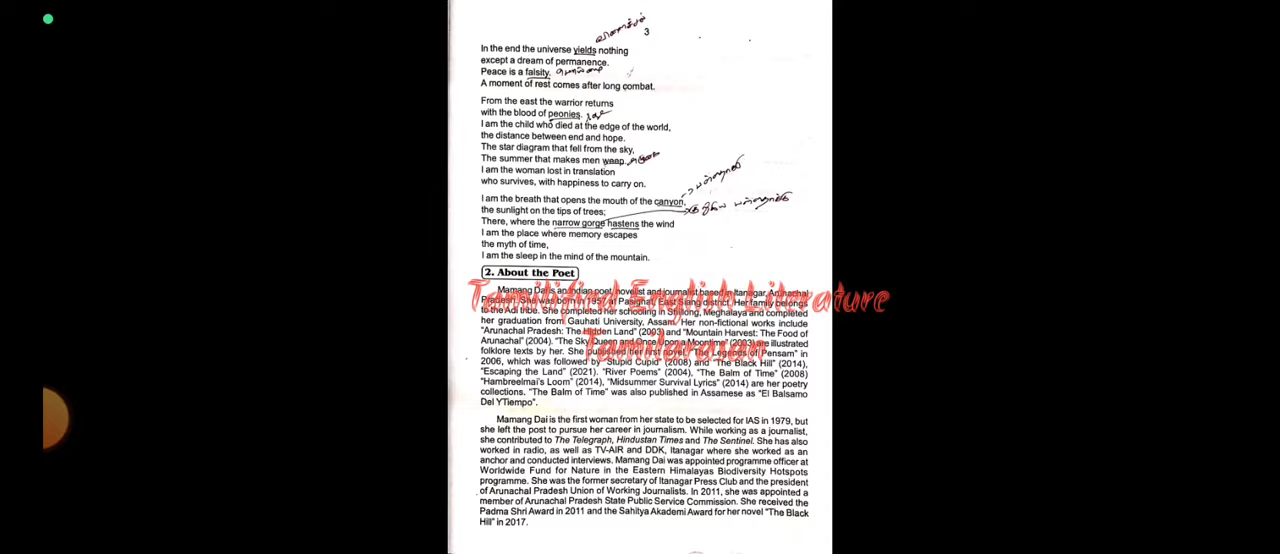 3
In the end the universe yields nothing
except a dream of permanence.
Peace is a falsity.
A moment of rest comes after long combat.
From the east the warrior returns
with the blood of peonies.
I am the child who died at the edge of the world,
the distance between end and hope.
The star diagram that fell from the sky,
The summer that makes men weep.
I am the woman lost in translation
who survives, with happiness to carry on.
I am the breath that opens the mouth of the canyon,
the sunlight on the tips of trees;
There, where the narrow gorge hastens the wind
I am the place where memory escapes
the myth of time,
I am the sleep in the mind of the mountain.
2. About the Poet
Mamang Dai is an Indian poet, novelist and journalist based in Itanagar, Arunachal
Pradesh. She was born in 1957 at Pasighat, East Siang district. Her family belongs
to the Adi tribe. She completed her schooling in Shillong, Meghalaya and completed
her graduation from Gauhati University, Assam. Her non-fictional works include
"Arunachal Pradesh: The Hidden Land" (2003) and "Mountain Harvest: The Food of
Arunachal" (2004). "The Sky Queen and Once Upon a Moontime" (2003) are illustrated
folklore texts by her. She published her first novel "The Legends of Pensam" in
2006, which was followed by "Stupid Cupid" (2008) and "The Black Hill" (2014),
"Escaping the Land" (2021). "River Poems" (2004), "The Balm of Time" (2008)
"Hambreelmai's Loom" (2014), "Midsummer Survival Lyrics" (2014) are her poetry
collections. "The Balm of Time" was also published in Assamese as "El Balsamo
Del YTiempo".
Tamilified English Literature
Tamilarasan
Mamang Dai is the first woman from her state to be selected for IAS in 1979, but
she left the post to pursue her career in journalism. While working as a journalist,
she contributed to The Telegraph, Hindustan Times and The Sentinel. She has also
worked in radio, as well as TV-AIR and DDK, Itanagar where she worked as an
anchor and conducted interviews. Mamang Dai was appointed programme officer at
Worldwide Fund for Nature in the Eastern Himalayas Biodiversity Hotspots
programme. She was the former secretary of Itanagar Press Club and the president
of Arunachal Pradesh Union of Working Journalists. In 2011, she was appointed a
member of Arunachal Pradesh State Public Service Commission. She received the
Padma Shri Award in 2011 and the Sahitya Akademi Award for her novel "The Black
Hill" in 2017.